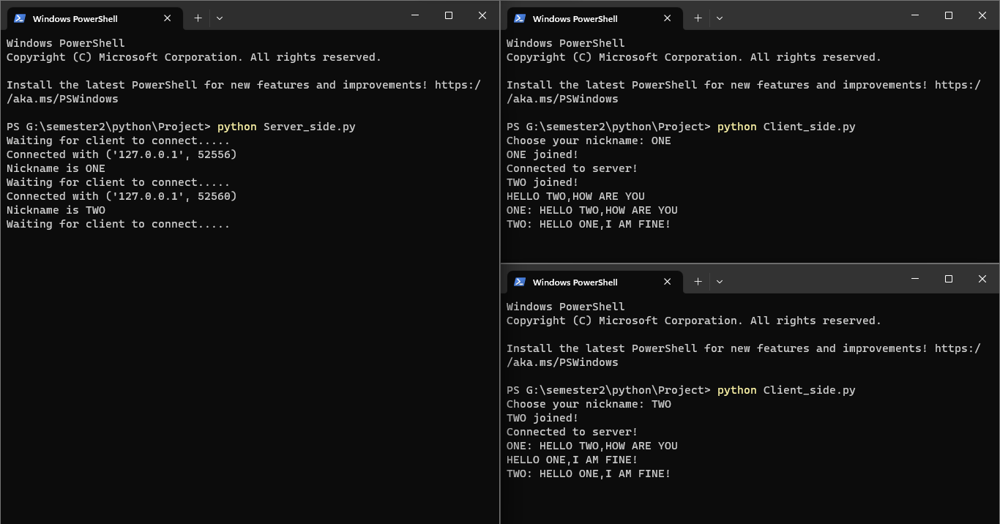 Windows PowerShell
Windows PowerShell
Copyright (C) Microsoft Corporation. All rights reserved.
Install the latest PowerShell for new features and improvements! https:/
/aka.ms/PSWindows
PS G:\semester2\python\Project> python Server_side.py
Waiting for client to connect.....
Connected with ('127.0.0.1', 52556)
Nickname is ONE
Waiting for client to connect.....
Connected with ('127.0.0.1', 52560)
Nickname is TWO
Waiting for client to connect.....
Windows PowerShell
Windows PowerShell
Copyright (C) Microsoft Corporation. All rights reserved.
Install the latest PowerShell for new features and improvements! https:/
/aka.ms/PSWindows
PS G:\semester2\python\Project> python Client_side.py
Choose your nickname: ONE
ONE joined!
Connected to server!
TWO joined!
HELLO TWO,HOW ARE YOU
ONE: HELLO TWO,HOW ARE YOU
TWO: HELLO ONE,I AM FINE!
Windows PowerShell
Windows PowerShell
Copyright (C) Microsoft Corporation. All rights reserved.
Install the latest PowerShell for new features and improvements! https:/
/aka.ms/PSWindows
PS G:\semester2\python\Project> python Client_side.py
Choose your nickname: TWO
TWO joined!
Connected to server!
ONE: HELLO TWO,HOW ARE YOU
HELLO ONE,I AM FINE!
TWO: HELLO ONE,I AM FINE!